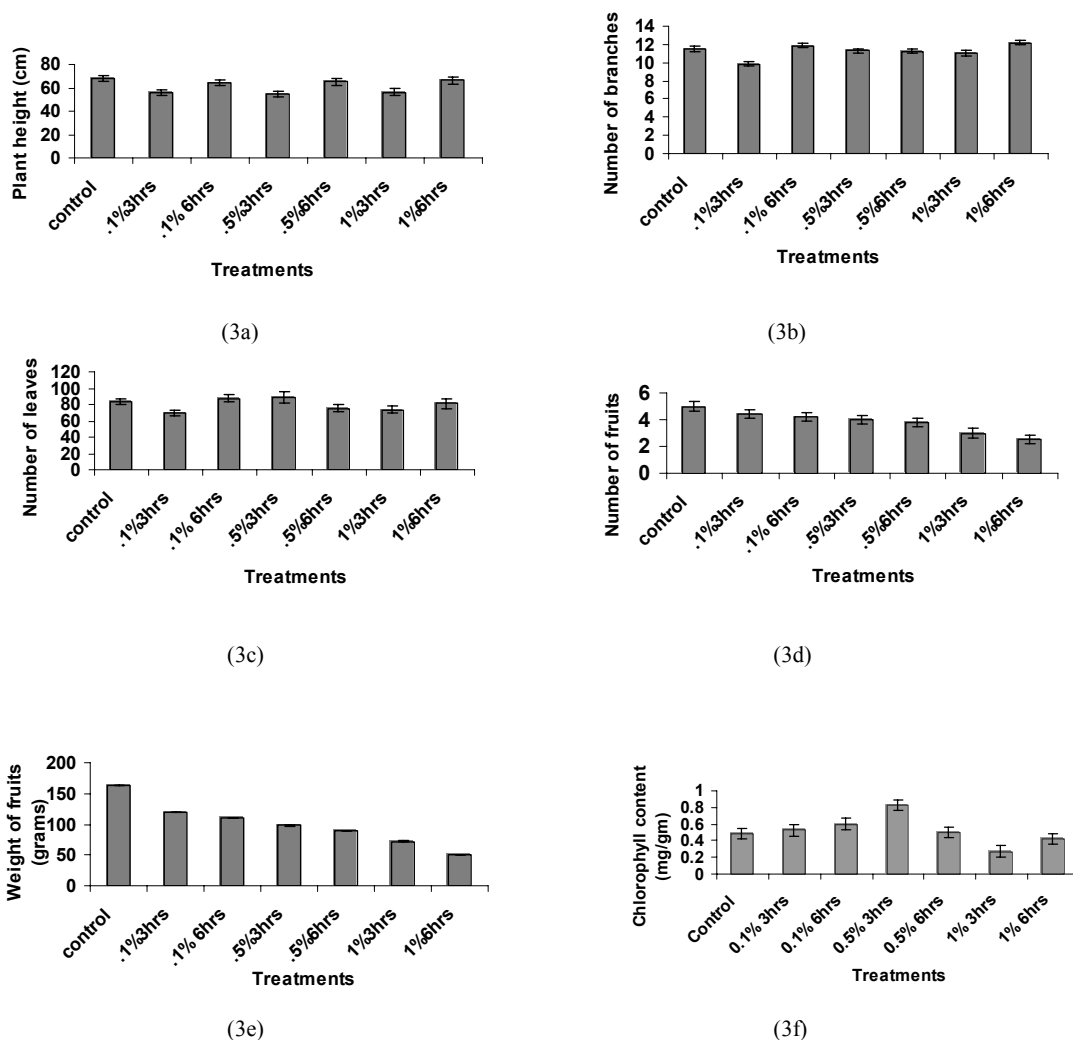 Plant height (cm)
80
60
40
20
0
control
.1%3hrs
.1% 6hrs
.5%3hrs
.5%6hrs
1%3hrs
1%6hrs
Treatments
(3a)
Number of branches
14
12
10
8
6
4
2
0
control
.1%3hrs
.1% 6hrs
.5%3hrs
.5%6hrs
1%3hrs
1%6hrs
Treatments
(3b)
Number of leaves
120
100
80
60
40
20
0
control
.1%3hrs
.1% 6hrs
.5%3hrs
.5%6hrs
1%3hrs
1%6hrs
Treatments
(3c)
Number of fruits
6
4
2
0
control
.1%3hrs
.1% 6hrs
.5%3hrs
.5%6hrs
1%3hrs
1%6hrs
Treatments
(3d)
Weight of fruits
(grams)
200
150
100
50
0
control
.1%3hrs
.1% 6hrs
.5%3hrs
.5%6hrs
1%3hrs
1%6hrs
Treatments
(3e)
Chlorophyll content
(mg/gm)
1
0.8
0.6
0.4
0.2
0
Control
0.1% 3hrs
0.1% 6hrs
0.5% 3hrs
0.5% 6hrs
1% 3hrs
1% 6hrs
Treatments
(3f)